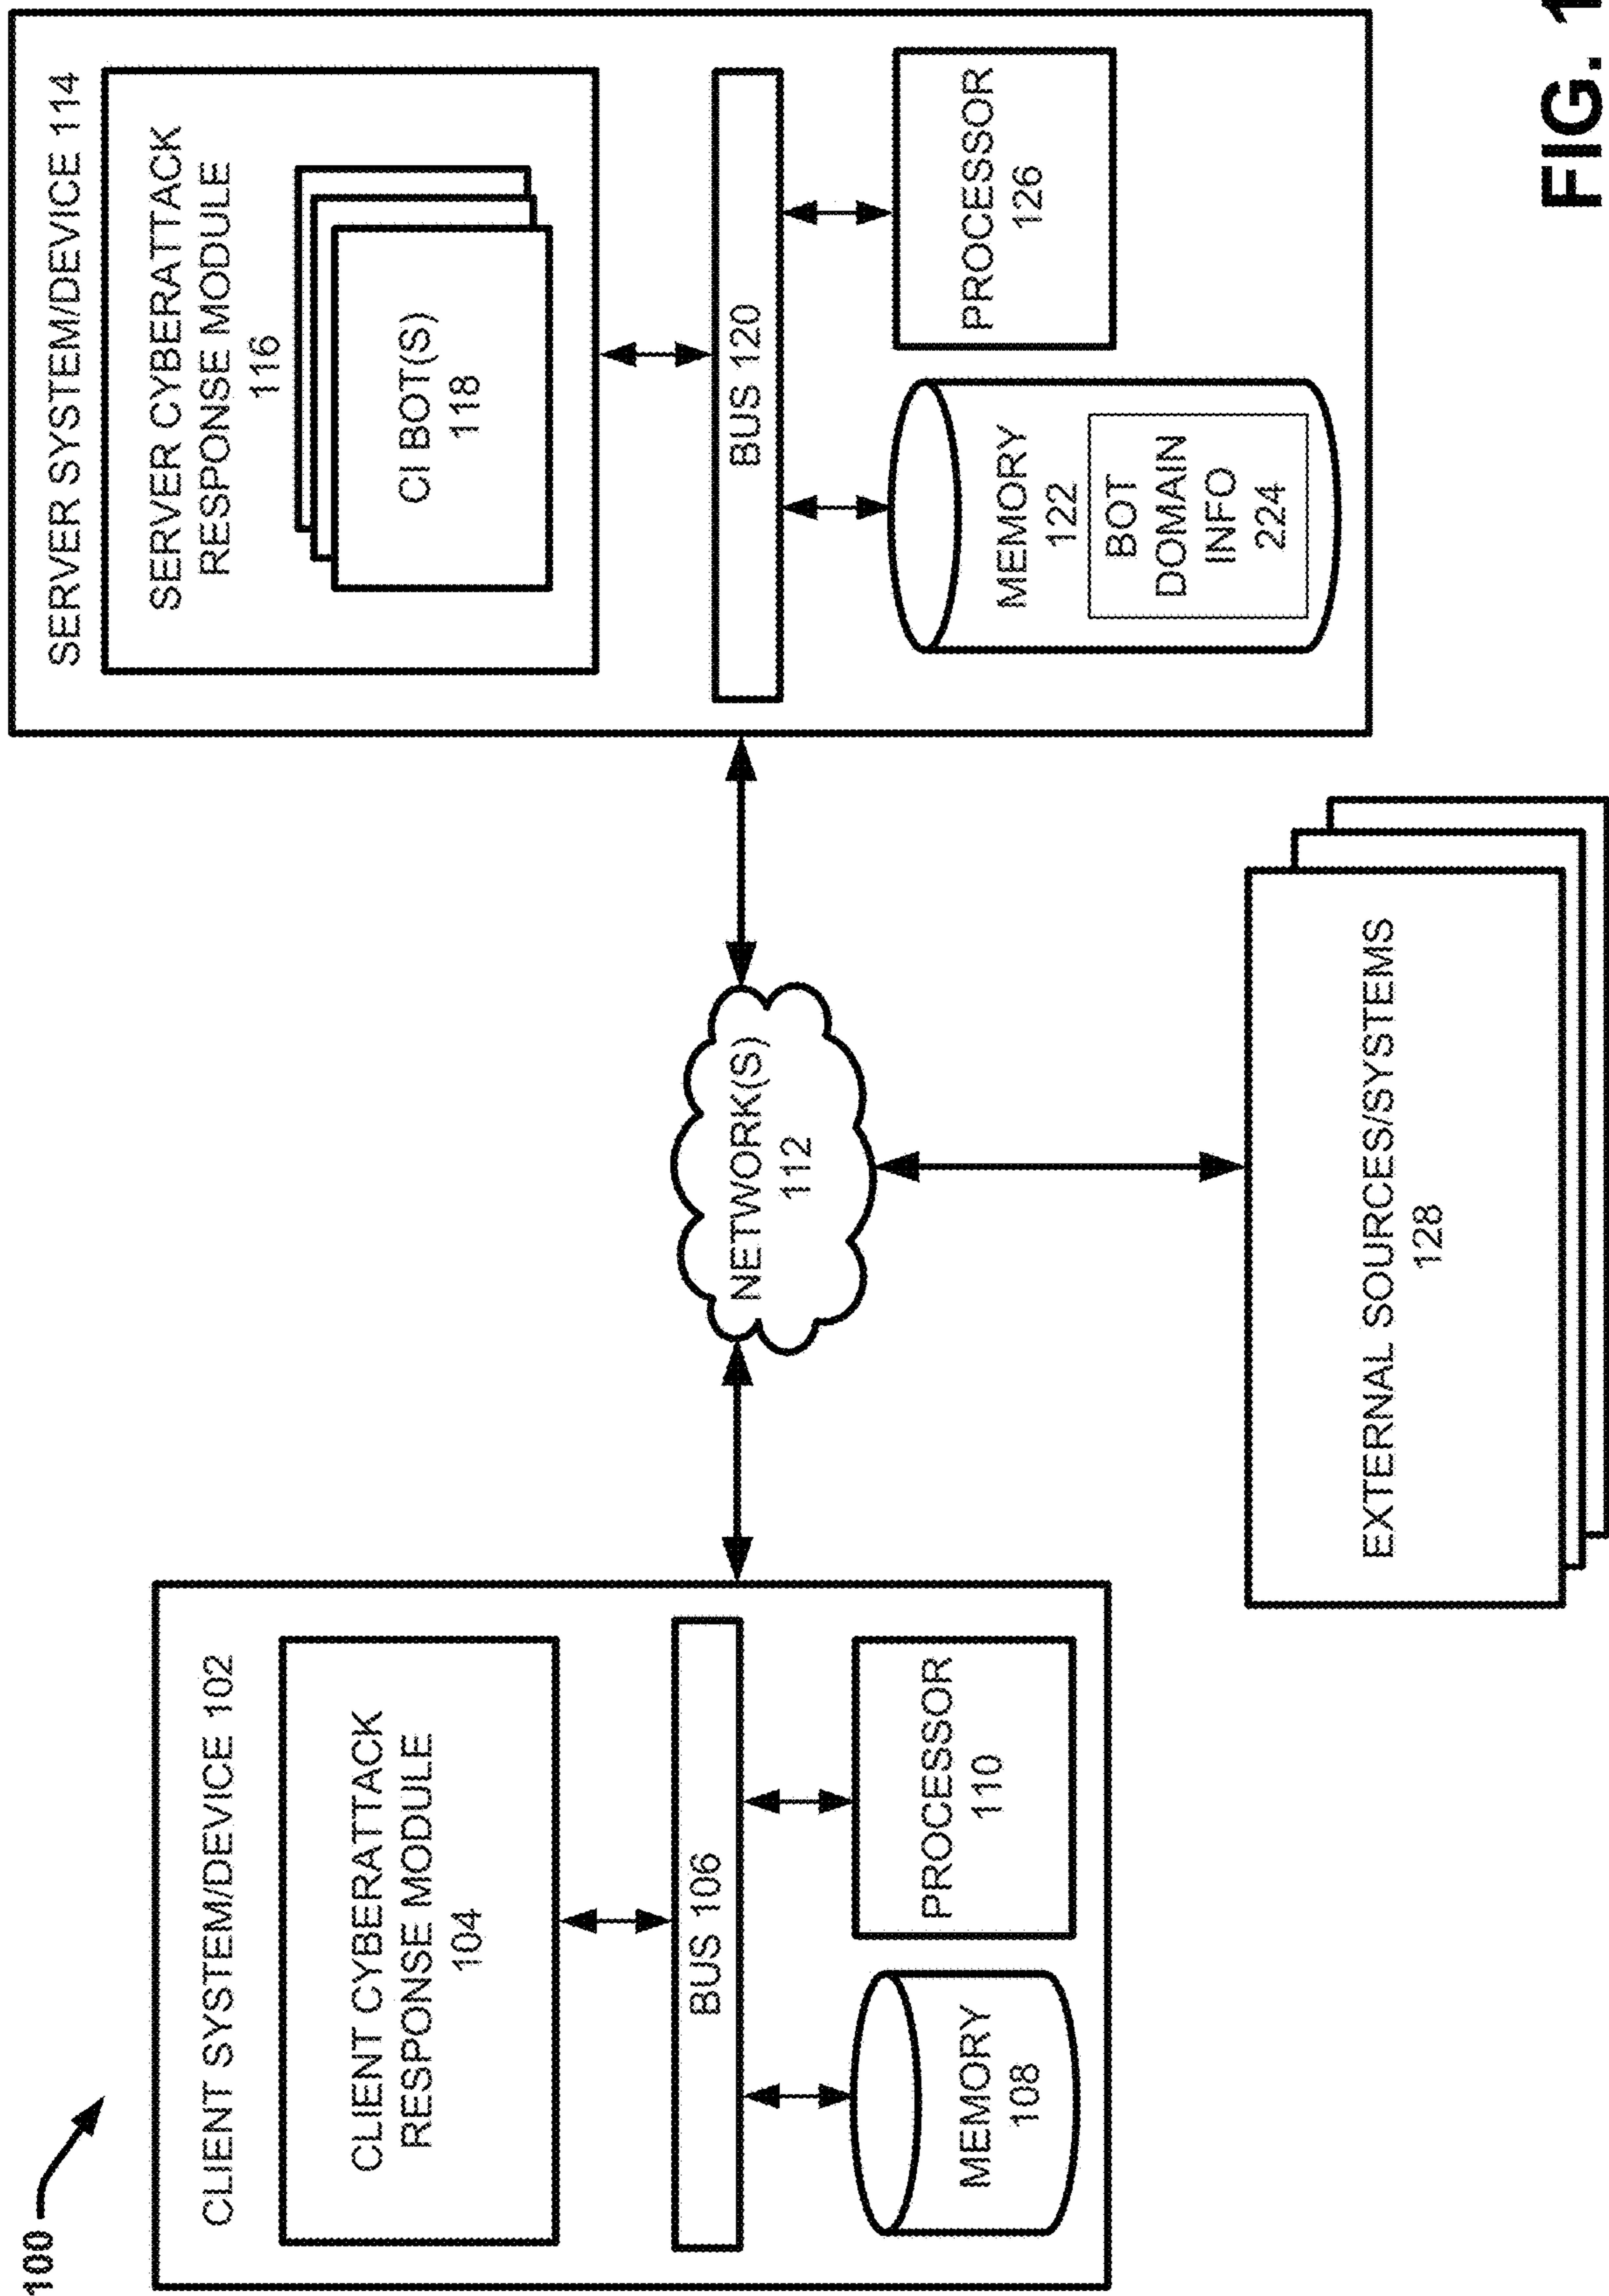 100
CLIENT SYSTEM/DEVICE 102
CLIENT CYBERATTACK
RESPONSE MODULE
104
BUS 106
MEMORY
108
PROCESSOR
110
NETWORK(S)
112
EXTERNAL SOURCES/SYSTEMS
128
SERVER SYSTEM/DEVICE 114
SERVER CYBERATTACK
RESPONSE MODULE
116
CI BOT(S)
118
BUS 120
MEMORY
122
BOT
DOMAIN
INFO
224
PROCESSOR
126
FIG. 1